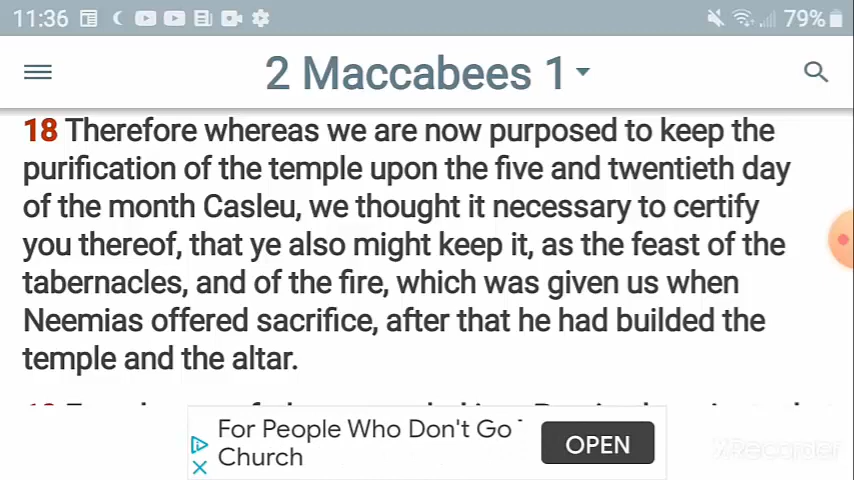 11:36 79%
2 Maccabees 1
18 Therefore whereas we are now purposed to keep the
purification of the temple upon the five and twentieth day
of the month Casleu, we thought it necessary to certify
you thereof, that ye also might keep it, as the feast of the
tabernacles, and of the fire, which was given us when
Neemias offered sacrifice, after that he had builded the
temple and the altar.
For People Who Don't Go
Church
OPEN
XRecorder